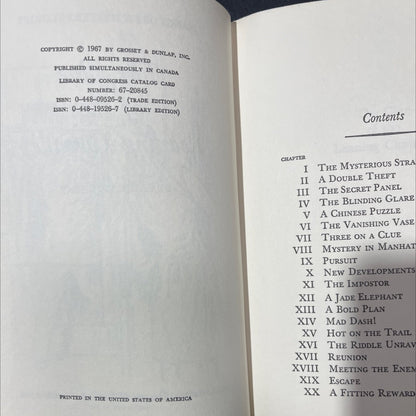 COPYRIGHT © 1967 BY GROSSET & DUNLAP, INC.
ALL RIGHTS RESERVED
PUBLISHED SIMULTANEOUSLY IN CANADA
LIBRARY OF CONGRESS CATALOG CARD
NUMBER: 67-20845
ISBN: 0-448-09526-2 (TRADE EDITION)
ISBN: 0-448-19526-7 (LIBRARY EDITION)
PRINTED IN THE UNITED STATES OF AMERICA
Contents
CHAPTER
I THE MYSTERIOUS STRA
II A DOUBLE THEFT
III THE SECRET PANEL
IV THE BLINDING GLARE
V A CHINESE PUZZLE
VI THE VANISHING VASE
VII THREE ON A CLUE
VIII MYSTERY IN MANHAT
IX PURSUIT
X NEW DEVELOPMENTS
XI THE IMPOSTOR
XII A JADE ELEPHANT
XIII A BOLD PLAN
XIV MAD DASH!
XV HOT ON THE TRAIL
XVI THE RIDDLE UNRAV
XVII REUNION
XVIII MEETING THE ENEM
XIX ESCAPE
XX A FITTING REWARD